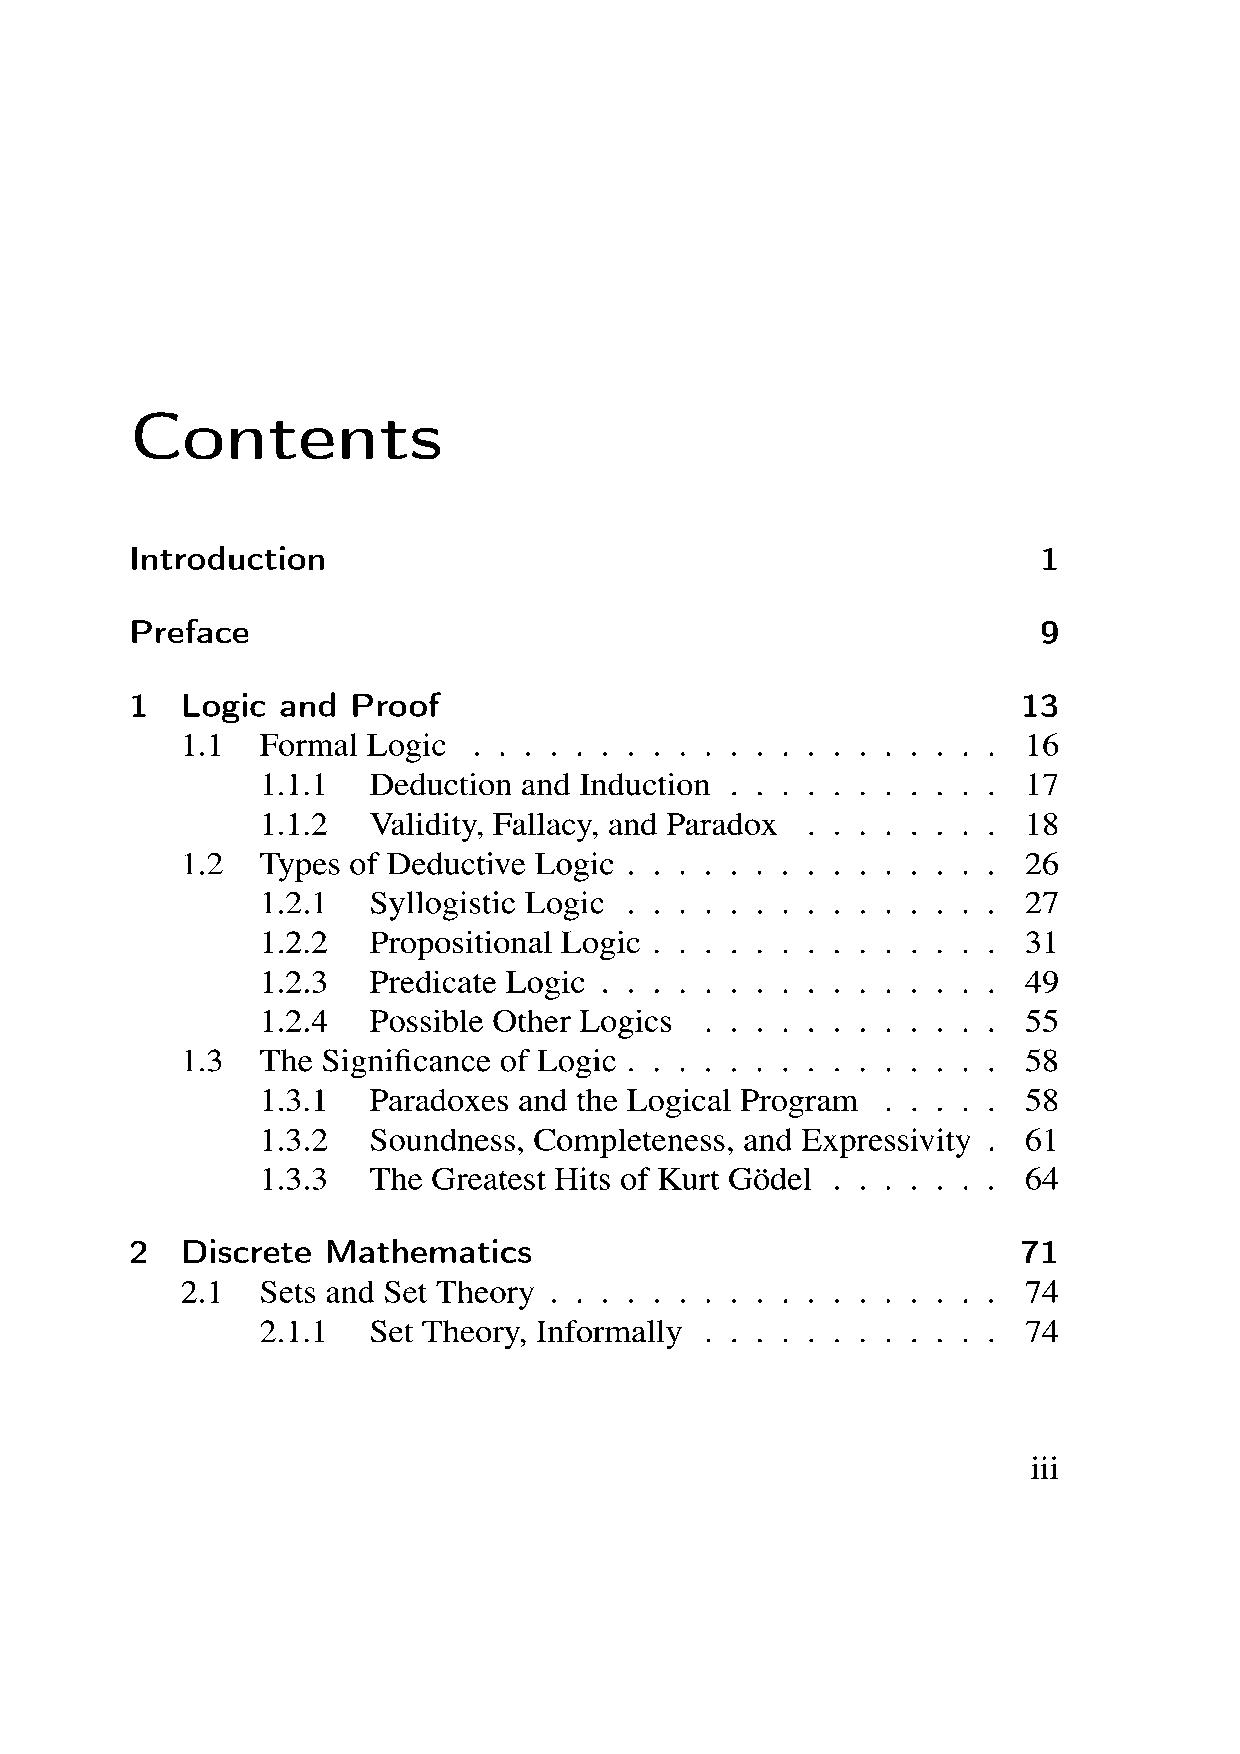 Contents
Introduction 1
Preface 9
1 Logic and Proof 13
1.1 Formal Logic . . . . . . . . . . . . . . . . . . . . . 16
1.1.1 Deduction and Induction . . . . . . . . . . . 17
1.1.2 Validity, Fallacy, and Paradox . . . . . . . . 18
1.2 Types of Deductive Logic . . . . . . . . . . . . . . . 26
1.2.1 Syllogistic Logic . . . . . . . . . . . . . . . 27
1.2.2 Propositional Logic . . . . . . . . . . . . . . 31
1.2.3 Predicate Logic . . . . . . . . . . . . . . . . 49
1.2.4 Possible Other Logics . . . . . . . . . . . . 55
1.3 The Significance of Logic . . . . . . . . . . . . . . . 58
1.3.1 Paradoxes and the Logical Program . . . . . 58
1.3.2 Soundness, Completeness, and Expressivity . 61
1.3.3 The Greatest Hits of Kurt Gödel . . . . . . . 64
2 Discrete Mathematics 71
2.1 Sets and Set Theory . . . . . . . . . . . . . . . . . . 74
2.1.1 Set Theory, Informally . . . . . . . . . . . . 74
iii